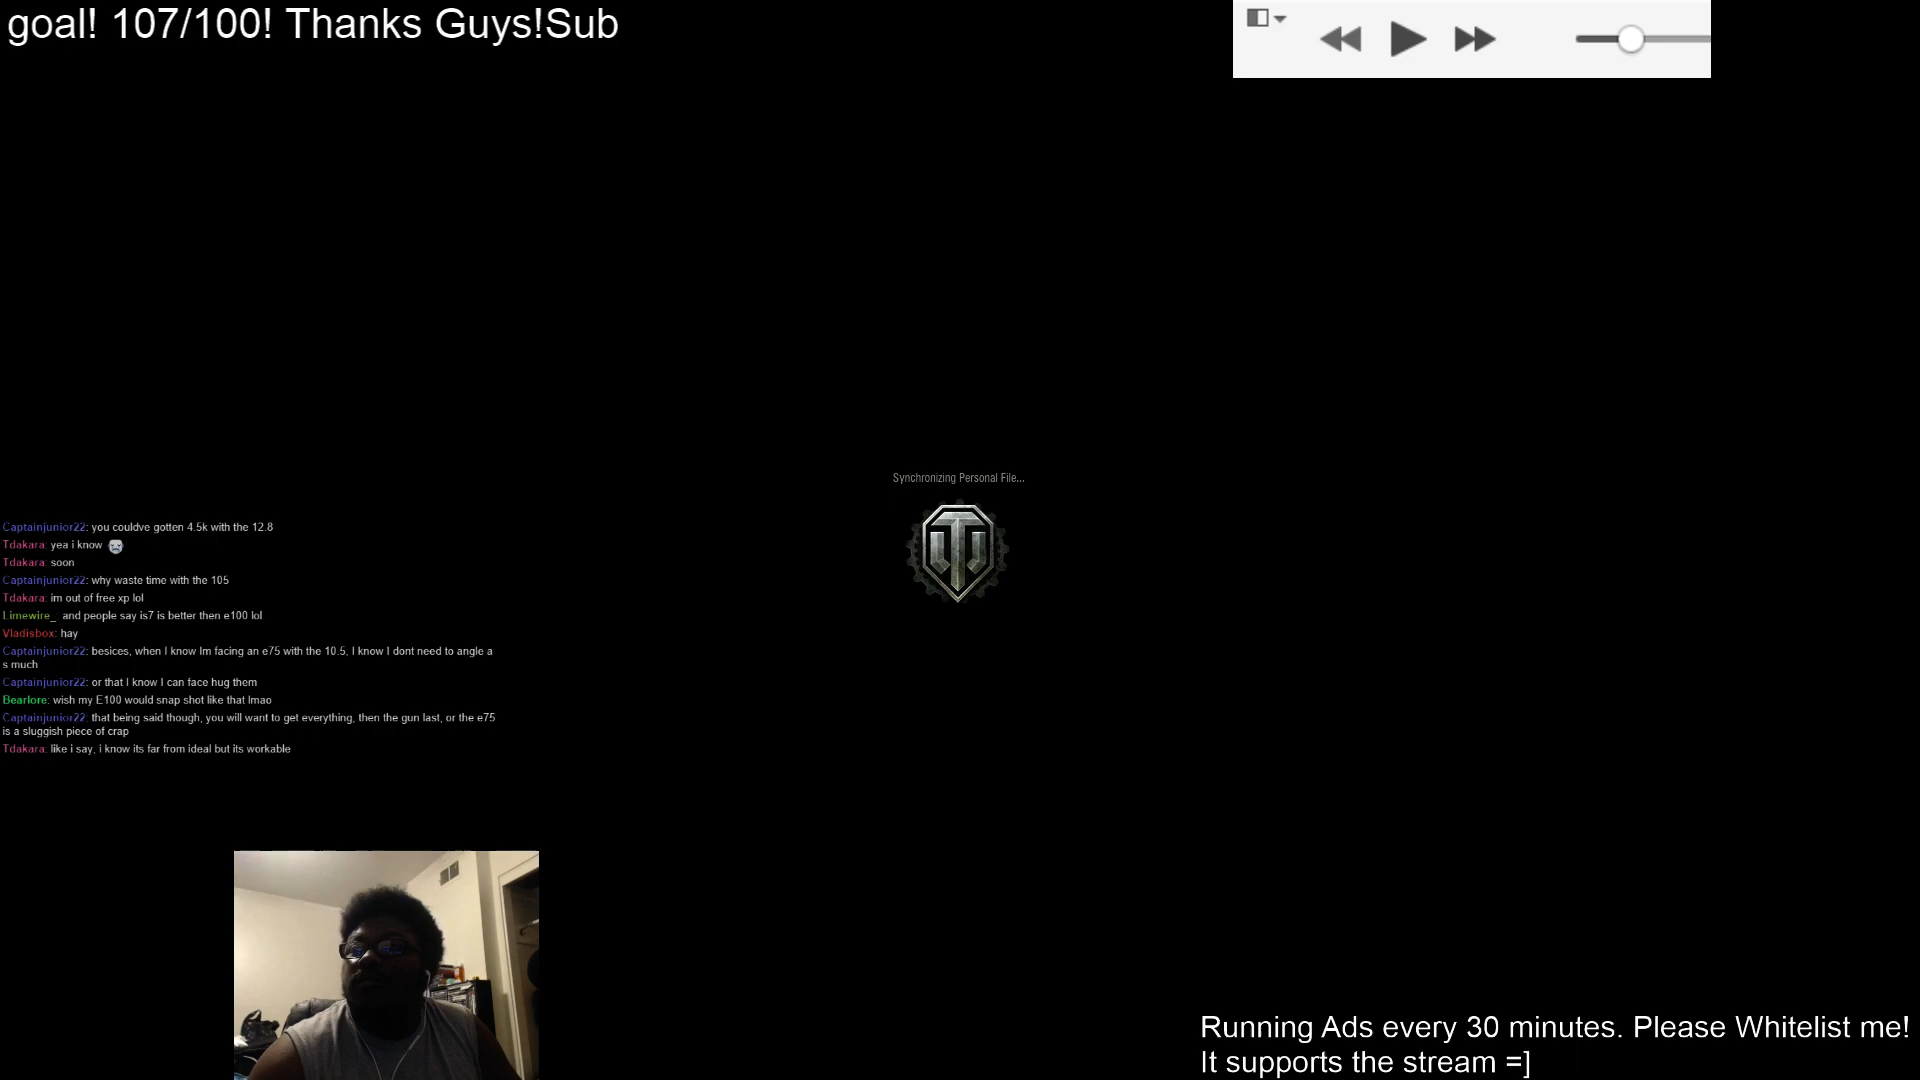 goal! 107/100! Thanks Guys!Sub
Synchronizing Personal File...
Captainjunior22: you couldve gotten 4.5k with the 12.8
Tdakara: yea i know
Tdakara: soon
Captainjunior22: why waste time with the 105
Tdakara: im out of free xp lol
Limewire_: and people say is7 is better then e100 lol
Vladisbox: hay
Captainjunior22: besices, when I know Im facing an e75 with the 10.5, I know I dont need to angle a
s much
Captainjunior22: or that I know I can face hug them
Bearlore: wish my E100 would snap shot like that lmao
Captainjunior22: that being said though, you will want to get everything, then the gun last, or the e75
is a sluggish piece of crap
Tdakara: like i say, i know its far from ideal but its workable
Running Ads every 30 minutes. Please Whitelist me!
It supports the stream =]